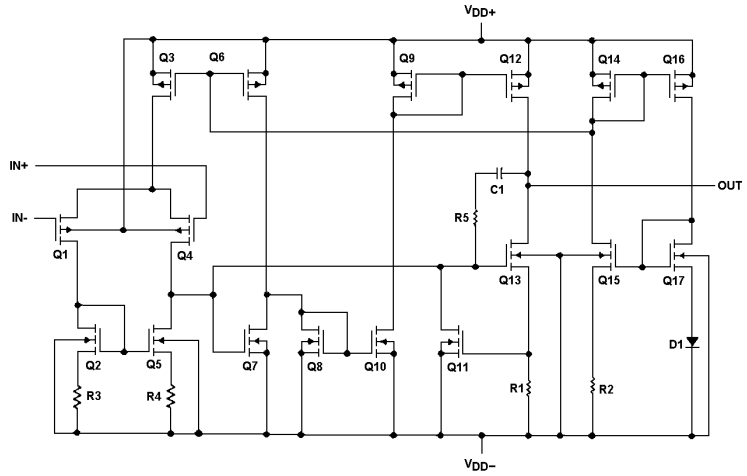 VDD+
Q3
Q6
Q9
Q12
Q14
Q16
IN+
C1
OUT
IN-
R5
Q1
Q4
Q13
Q15
Q17
D1
Q2
Q5
Q7
Q8
Q10
Q11
R3
R4
R1
R2
VDD−